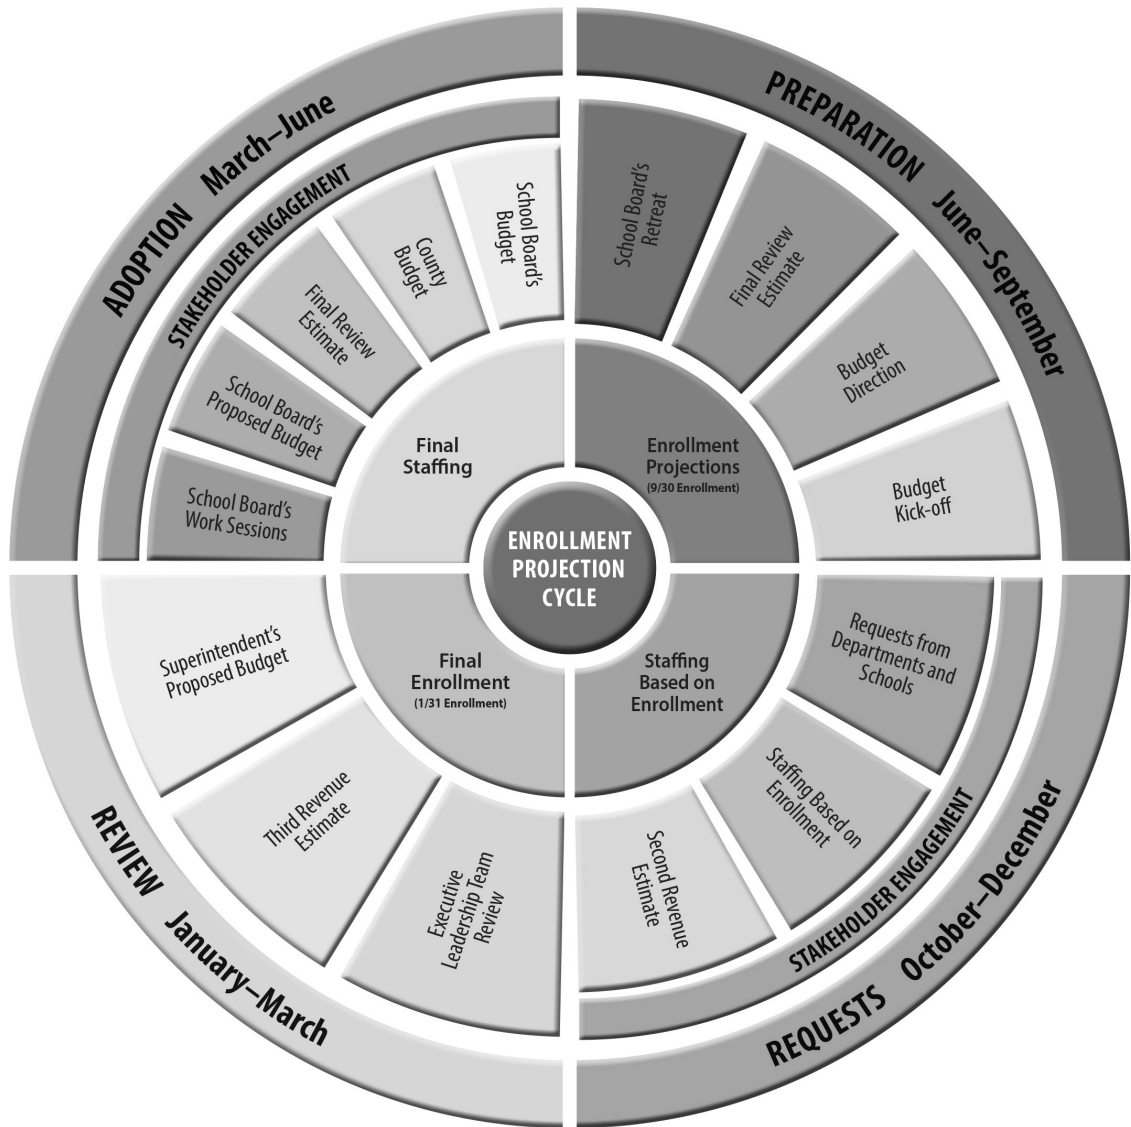 PREPARATION June–September
School Board's
Retreat
Final Review
Estimate
Budget
Direction
Budget
Kick-off
Enrollment
Projections
(9/30 Enrollment)
REQUESTS October–December
STAKEHOLDER ENGAGEMENT
Requests from
Departments and
Schools
Staffing Based on
Enrollment
Second Revenue
Estimate
Staffing
Based on
Enrollment
REVIEW January–March
Executive
Leadership Team
Review
Third Revenue
Estimate
Superintendent's
Proposed Budget
Final
Enrollment
(1/31 Enrollment)
ADOPTION March–June
STAKEHOLDER ENGAGEMENT
School Board's
Work Sessions
School Board's
Proposed Budget
Final Review
Estimate
County
Budget
School Board's
Budget
Final
Staffing
ENROLLMENT
PROJECTION
CYCLE